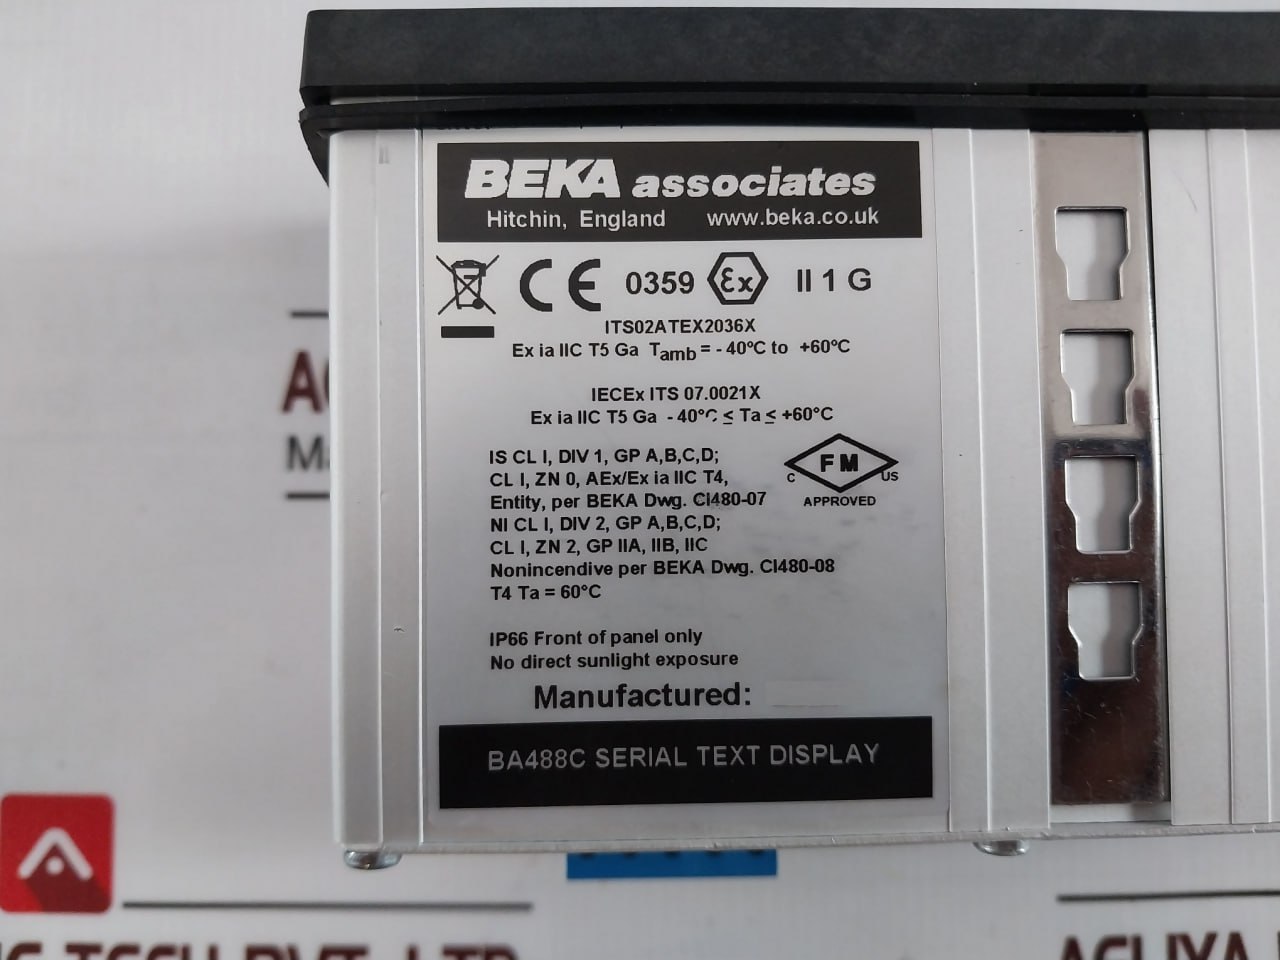 BEKA associates
Hitchin, England www.beka.co.uk
CE 0359 Ex II 1 G
ITS02ATEX2036X
Ex ia IIC T5 Ga Tamb = - 40°C to +60°C
IECEx ITS 07.0021X
Ex ia IIC T5 Ga - 40°C ≤ Ta ≤ +60°C
IS CL I, DIV 1, GP A,B,C,D;
CL I, ZN 0, AEx/Ex ia IIC T4,
Entity, per BEKA Dwg. CI480-07
NI CL I, DIV 2, GP A,B,C,D;
CL I, ZN 2, GP IIA, IIB, IIC
Nonincendive per BEKA Dwg. CI480-08
T4 Ta = 60°C
FM
C US
APPROVED
IP66 Front of panel only
No direct sunlight exposure
Manufactured:
BA488C SERIAL TEXT DISPLAY
TECH PVT. LTD